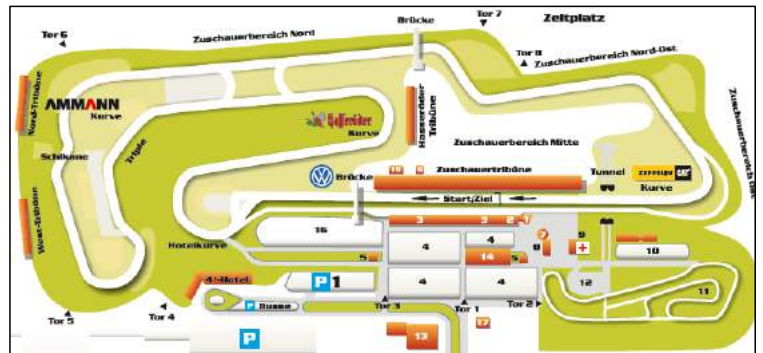 Tor 6
Zuschauerbereich Nord
Brücke
Tor 7
Zeltplatz
Tor 8
Zuschauerbereich Nord-Ost
Nord-Tribüne
AMMANN
Kurve
Hasseröder
Kurve
Hasseröder
Tribüne
Zuschauerbereich Mitte
Zuschauerbereich Ost
Schikane
Triple
Brücke
Zuschauertribüne
Tunnel
Kurve
West-Tribüne
Start/Ziel
Hotelkurve
16
3
3
2
1
7
8
9
10
4
4
5
14
5
4
4
11
12
4*-Hotel
P 1
P Busse
P
Tor 5
Tor 4
Tor 3
Tor 1
Tor 2
13
17